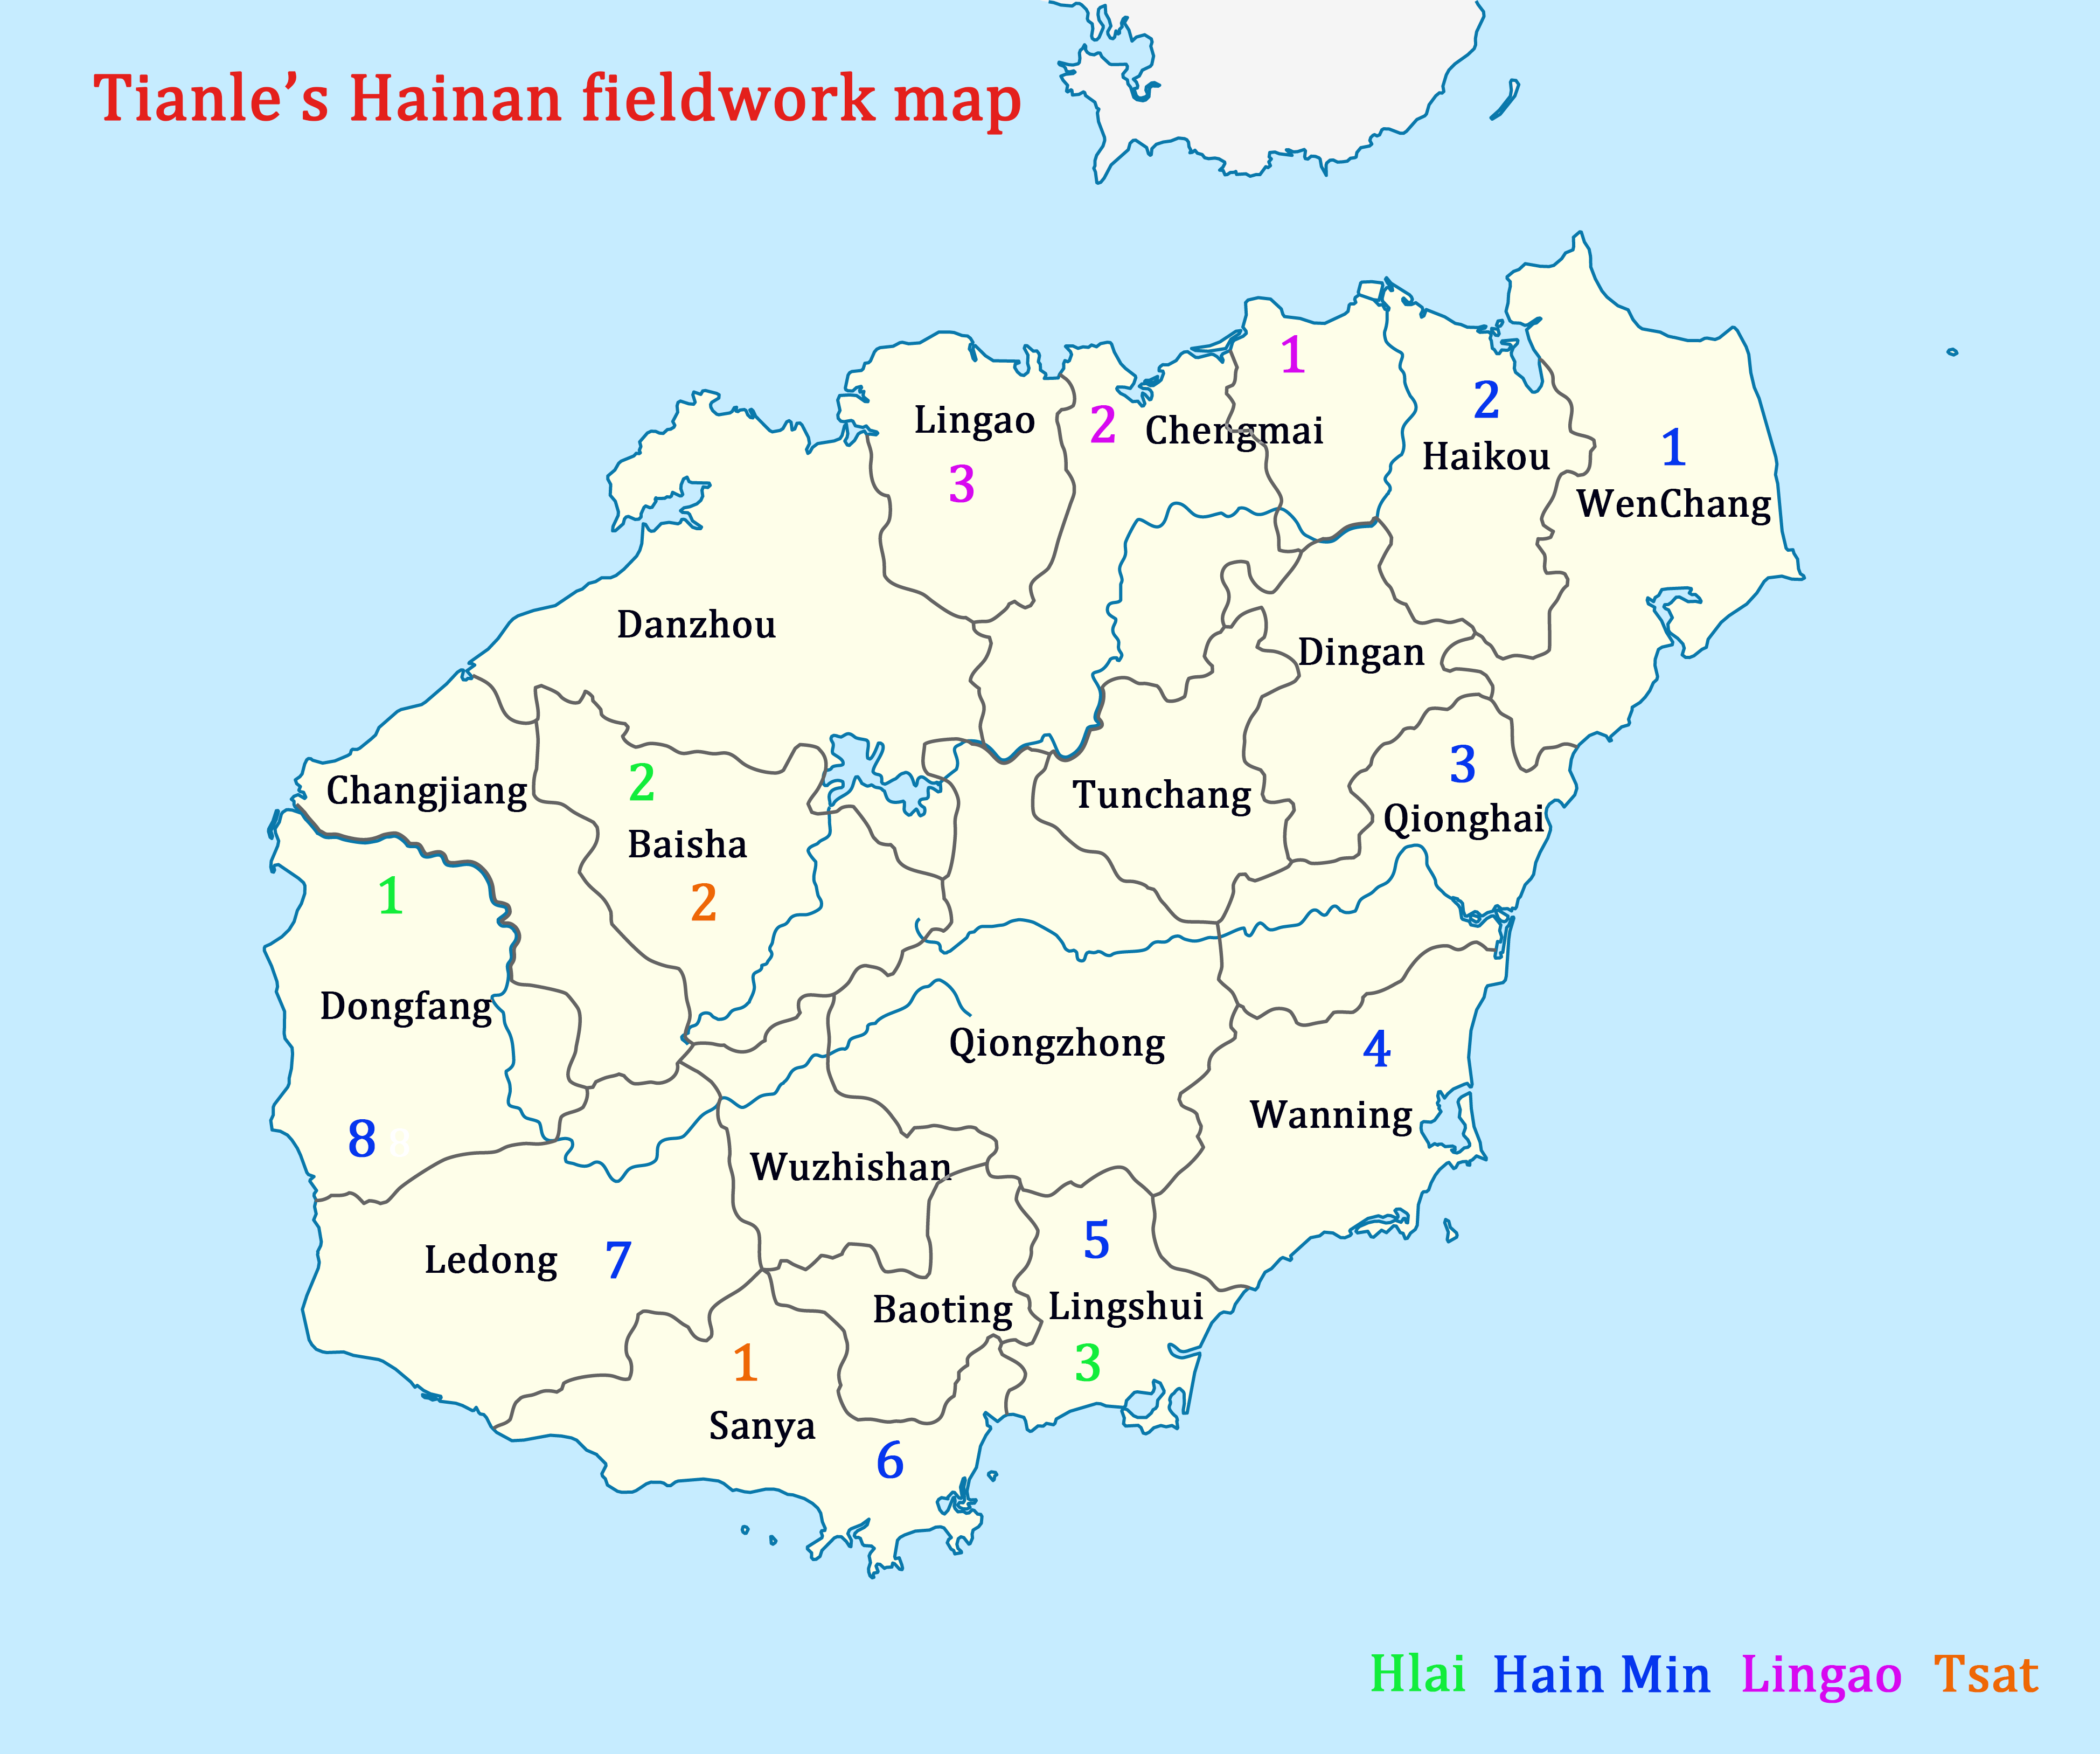 Tianle’s Hainan fieldwork map
1
Lingao
2
Chengmai
2
Haikou
1
WenChang
3
Danzhou
Dingan
Changjiang
2
Baisha
2
Tunchang
3
Qionghai
1
Dongfang
Qiongzhong
4
Wanning
8 8
Wuzhishan
Ledong 7
5
Baoting
Lingshui
3
1
Sanya
6
Hlai Hain Min Lingao Tsat